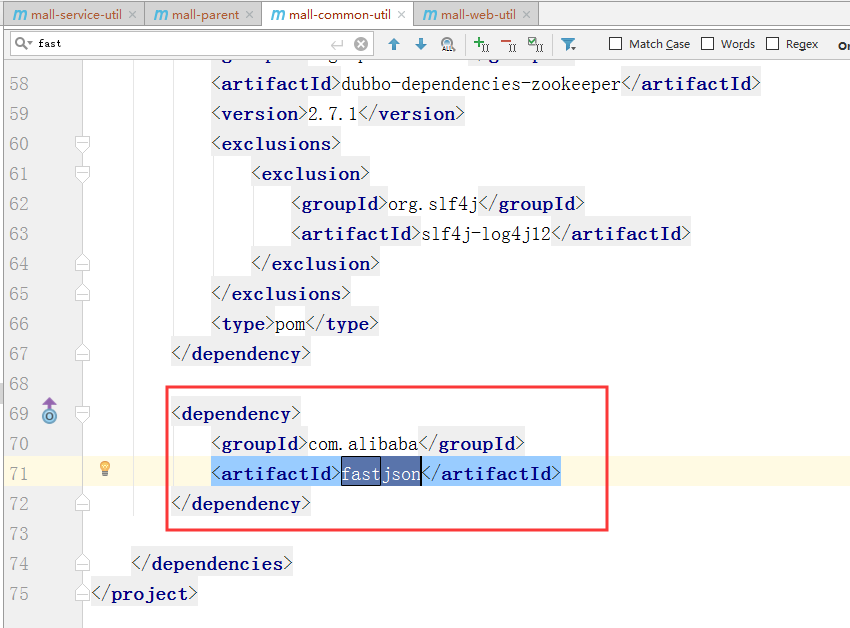 mall-service-util
mall-parent
mall-common-util
mall-web-util
fast
Match Case
Words
Regex
58 <artifactId>dubbo-dependencies-zookeeper</artifactId>
59 <version>2.7.1</version>
60 <exclusions>
61 <exclusion>
62 <groupId>org.slf4j</groupId>
63 <artifactId>slf4j-log4j12</artifactId>
64 </exclusion>
65 </exclusions>
66 <type>pom</type>
67 </dependency>
68
69 <dependency>
70 <groupId>com.alibaba</groupId>
71 <artifactId>fastjson</artifactId>
72 </dependency>
73
74 </dependencies>
75 </project>